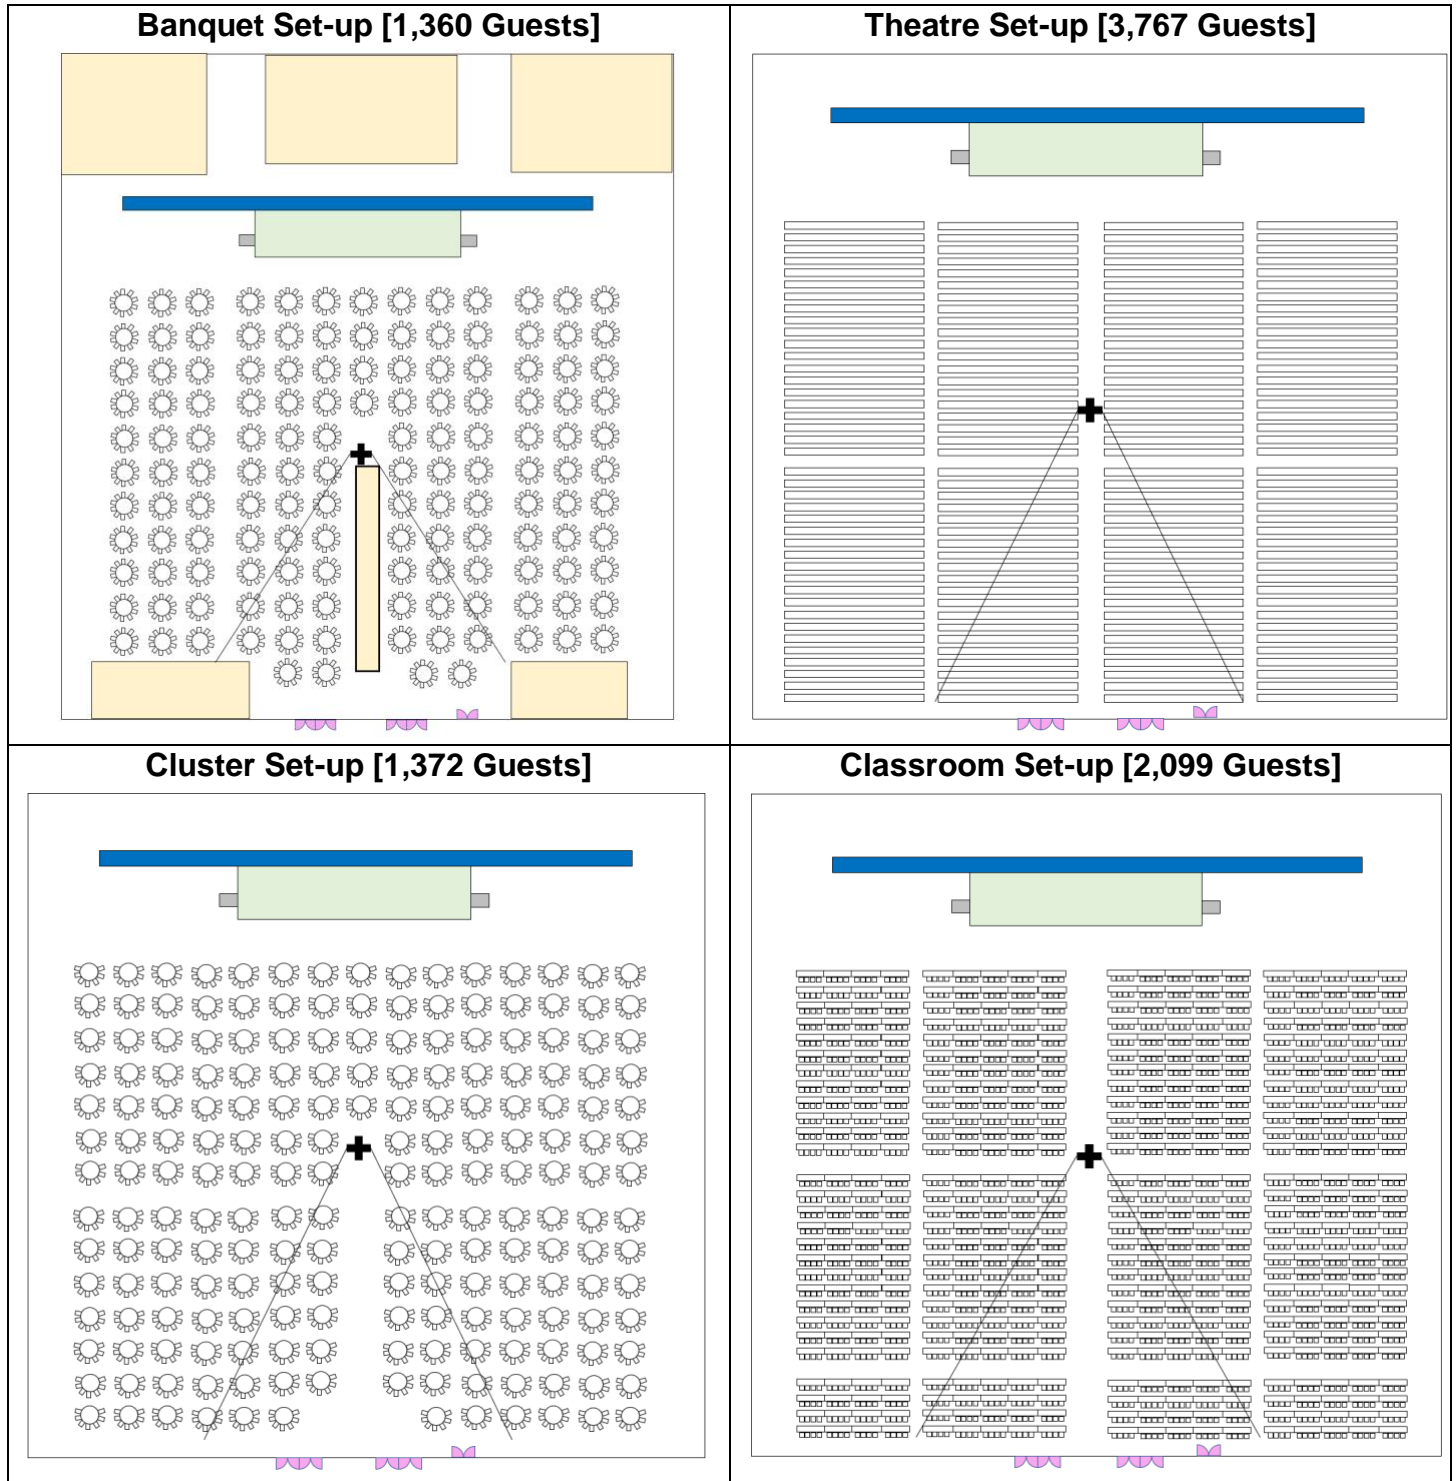 Banquet Set-up [1,360 Guests]
Theatre Set-up [3,767 Guests]
Cluster Set-up [1,372 Guests]
Classroom Set-up [2,099 Guests]